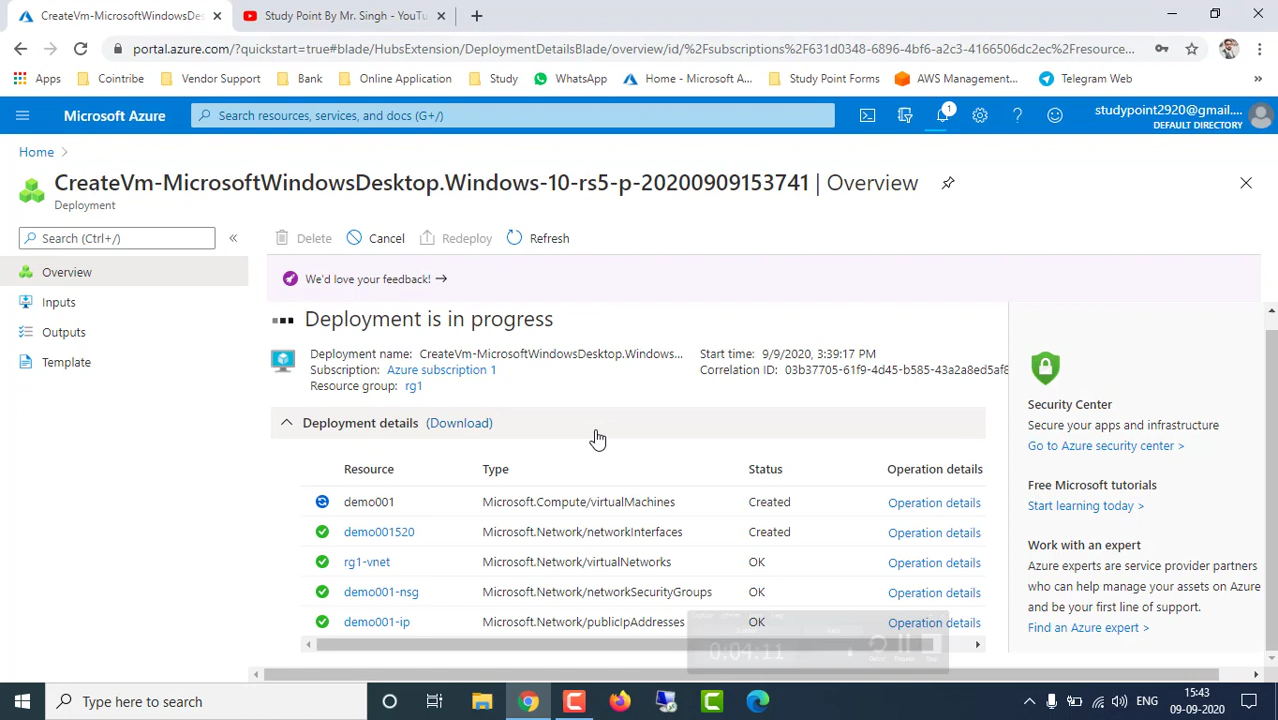 CreateVm-MicrosoftWindowsDes
Study Point By Mr. Singh - YouTu
portal.azure.com/?quickstart=true#blade/HubsExtension/DeploymentDetailsBlade/overview/id/%2Fsubscriptions%2F631d0348-6896-4bf6-a2c3-4166506dc2ec%2Fresource...
Apps
Cointribe
Vendor Support
Bank
Online Application
Study
WhatsApp
Home - Microsoft A...
Study Point Forms
AWS Management...
Telegram Web
»
Microsoft Azure
Search resources, services, and docs (G+/)
1
studypoint2920@gmail....
DEFAULT DIRECTORY
Home >
CreateVm-MicrosoftWindowsDesktop.Windows-10-rs5-p-20200909153741 | Overview
Deployment
Search (Ctrl+/)
«
Delete
Cancel
Redeploy
Refresh
Overview
Inputs
Outputs
Template
We'd love your feedback! →
Deployment is in progress
Deployment name: CreateVm-MicrosoftWindowsDesktop.Windows...
Subscription: Azure subscription 1
Resource group: rg1
Start time: 9/9/2020, 3:39:17 PM
Correlation ID: 03b37705-61f9-4d45-b585-43a2a8ed5af8
Deployment details (Download)
Resource Type Status Operation details
demo001 Microsoft.Compute/virtualMachines Created Operation details
demo001520 Microsoft.Network/networkInterfaces Created Operation details
rg1-vnet Microsoft.Network/virtualNetworks OK Operation details
demo001-nsg Microsoft.Network/networkSecurityGroups OK Operation details
demo001-ip Microsoft.Network/publicIpAddresses OK Operation details
0:04:11
Security Center
Secure your apps and infrastructure
Go to Azure security center >
Free Microsoft tutorials
Start learning today >
Work with an expert
Azure experts are service provider partners
who can help manage your assets on Azure
and be your first line of support.
Find an Azure expert >
Type here to search
ENG
15:43
09-09-2020